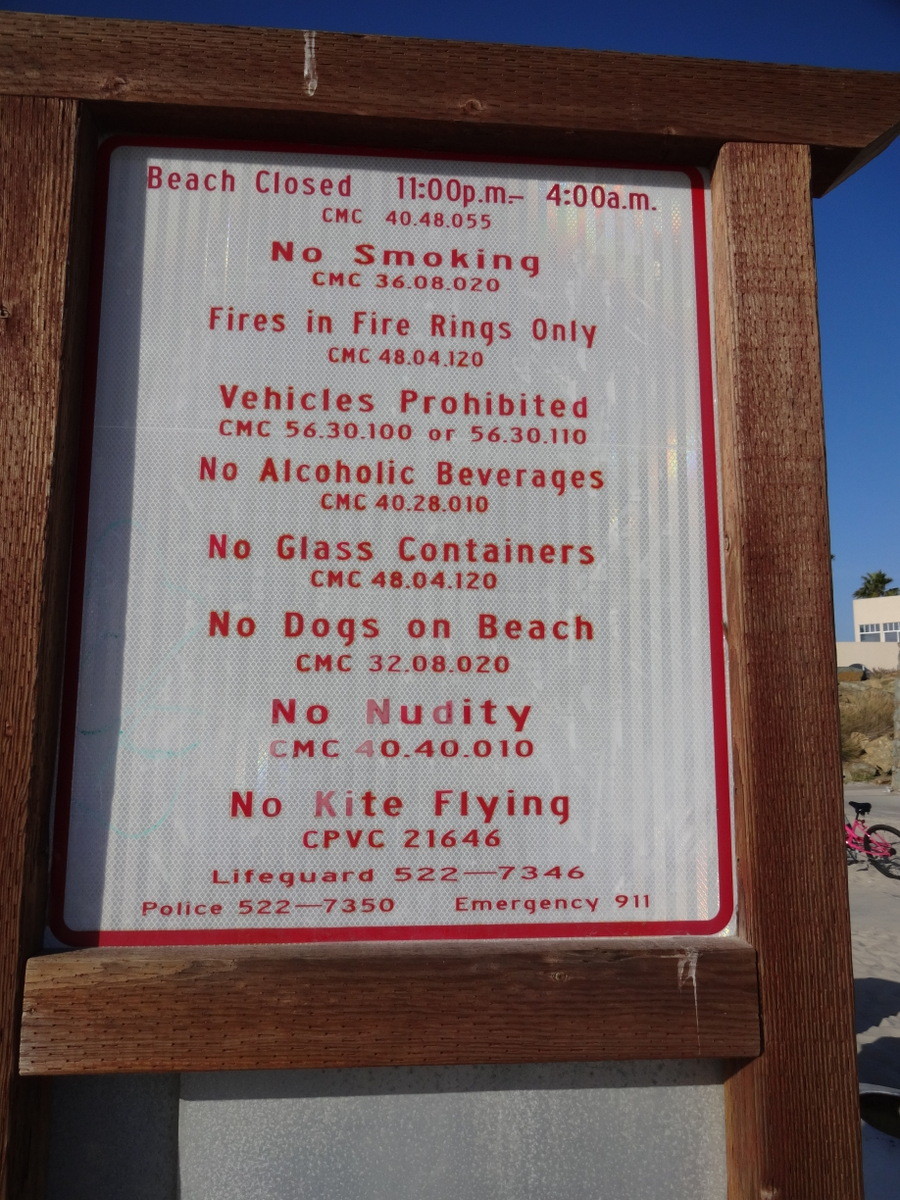 Beach Closed 11:00p.m.– 4:00a.m.
CMC 40.48.055
No Smoking
CMC 36.08.020
Fires in Fire Rings Only
CMC 48.04.120
Vehicles Prohibited
CMC 56.30.100 or 56.30.110
No Alcoholic Beverages
CMC 40.28.010
No Glass Containers
CMC 48.04.120
No Dogs on Beach
CMC 32.08.020
No Nudity
CMC 40.40.010
No Kite Flying
CPVC 21646
Lifeguard 522—7346
Police 522—7350 Emergency 911